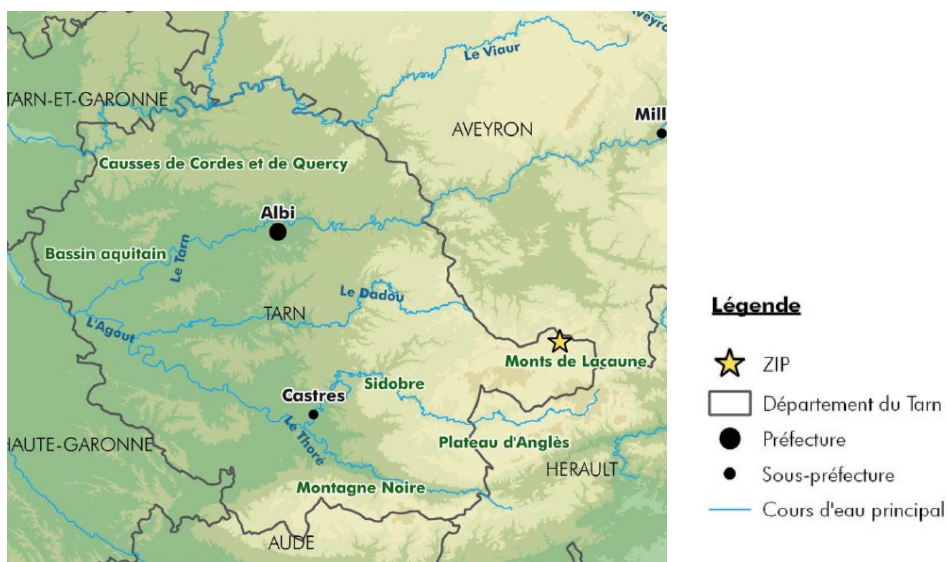 Aveyro
Le Viaur
TARN-ET-GARONNE
AVEYRON
Mill
Causses de Cordes et de Quercy
Albi
Bassin aquitain
Le Tarn
Le Dadou
TARN
L'Agout
Monts de Lacaune
Sidobre
Castres
Le Thoré
Plateau d'Anglès
HAUTE-GARONNE
HERAULT
Montagne Noire
AUDE
Légende
ZIP
Département du Tarn
Préfecture
Sous-préfecture
Cours d'eau principal